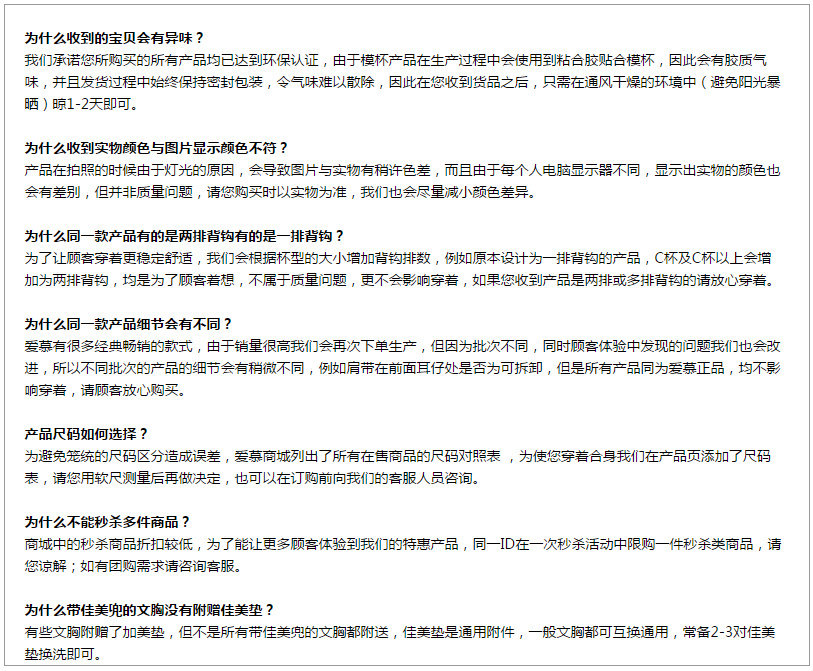 为什么收到的宝贝会有异味？
我们承诺您所购买的所有产品均已达到环保认证，由于模杯产品在生产过程中会使用到粘合胶贴合模杯，因此会有胶质气
味，并且发货过程中始终保持密封包装，令气味难以散除，因此在您收到货品之后，只需在通风干燥的环境中（避免阳光暴
晒）晾1-2天即可。
为什么收到实物颜色与图片显示颜色不符？
产品在拍照的时候由于灯光的原因，会导致图片与实物有稍许色差，而且由于每个人电脑显示器不同，显示出实物的颜色也
会有差别，但并非质量问题，请您购买时以实物为准，我们也会尽量减小颜色差异。
为什么同一款产品有的是两排背钩有的是一排背钩？
为了让顾客穿着更稳定舒适，我们会根据杯型的大小增加背钩排数，例如原本设计为一排背钩的产品，C杯及C杯以上会增
加为两排背钩，均是为了顾客着想，不属于质量问题，更不会影响穿着，如果您收到产品是两排或多排背钩的请放心穿着。
为什么同一款产品细节会有不同？
爱慕有很多经典畅销的款式，由于销量很高我们会再次下单生产，但因为批次不同，同时顾客体验中发现的问题我们也会改
进，所以不同批次的产品的细节会有稍微不同，例如肩带在前面耳仔处是否为可拆卸，但是所有产品同为爱慕正品，均不影
响穿着，请顾客放心购买。
产品尺码如何选择？
为避免笼统的尺码区分造成误差，爱慕商城列出了所有在售商品的尺码对照表 ，为使您穿着合身我们在产品页添加了尺码
表，请您用软尺测量后再做决定，也可以在订购前向我们的客服人员咨询。
为什么不能秒杀多件商品？
商城中的秒杀商品折扣较低，为了能让更多顾客体验到我们的特惠产品，同一ID在一次秒杀活动中限购一件秒杀类商品，请
您谅解；如有团购需求请咨询客服。
为什么带佳美兜的文胸没有附赠佳美垫？
有些文胸附赠了加美垫，但不是所有带佳美兜的文胸都附送，佳美垫是通用附件，一般文胸都可互换通用，常备2-3对佳美
垫换洗即可。